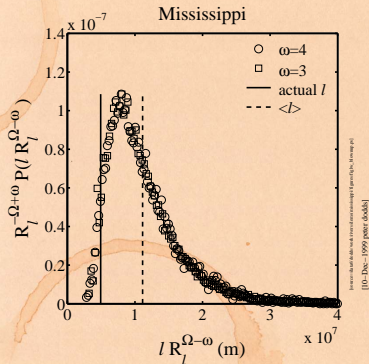 Mississippi
x 10^-7
1.4
1.2
1
0.8
0.6
0.4
0.2
0
R_l^{-Ω+ω} P(l R_l^{Ω-ω})
ω=4
ω=3
actual l
<l>
[10-Dec-1999 peter dodds]
0
1
2
3
4
x 10^7
l R_l^{Ω-ω} (m)